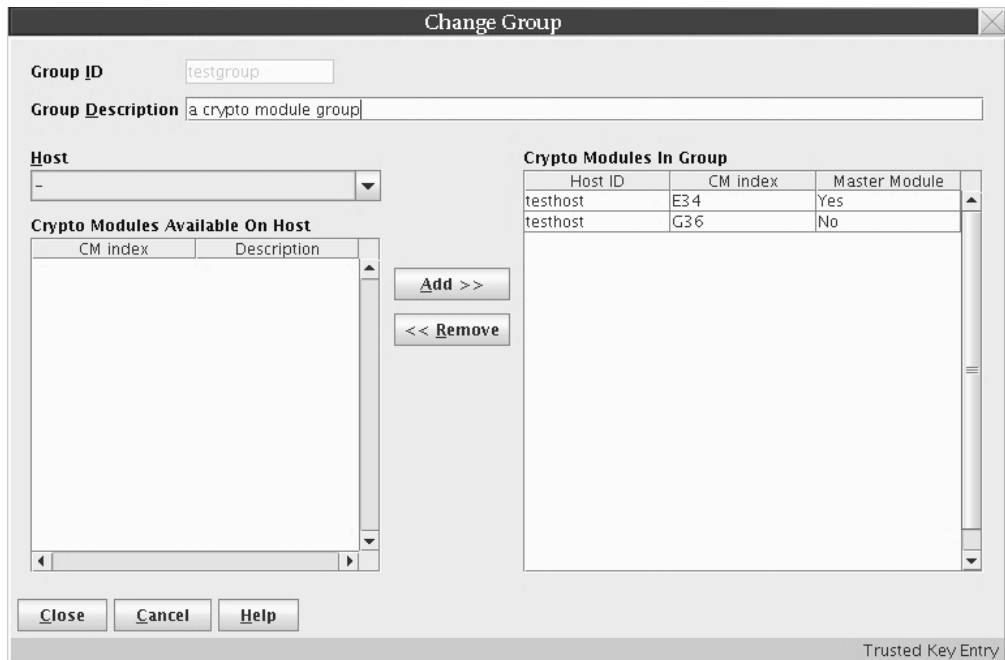 Change Group
Group ID testgroup
Group Description a crypto module group
Host
-
Crypto Modules Available On Host
CM index Description
Add >>
<< Remove
Crypto Modules In Group
Host ID CM index Master Module
testhost E34 Yes
testhost G36 No
Close Cancel Help
Trusted Key Entry